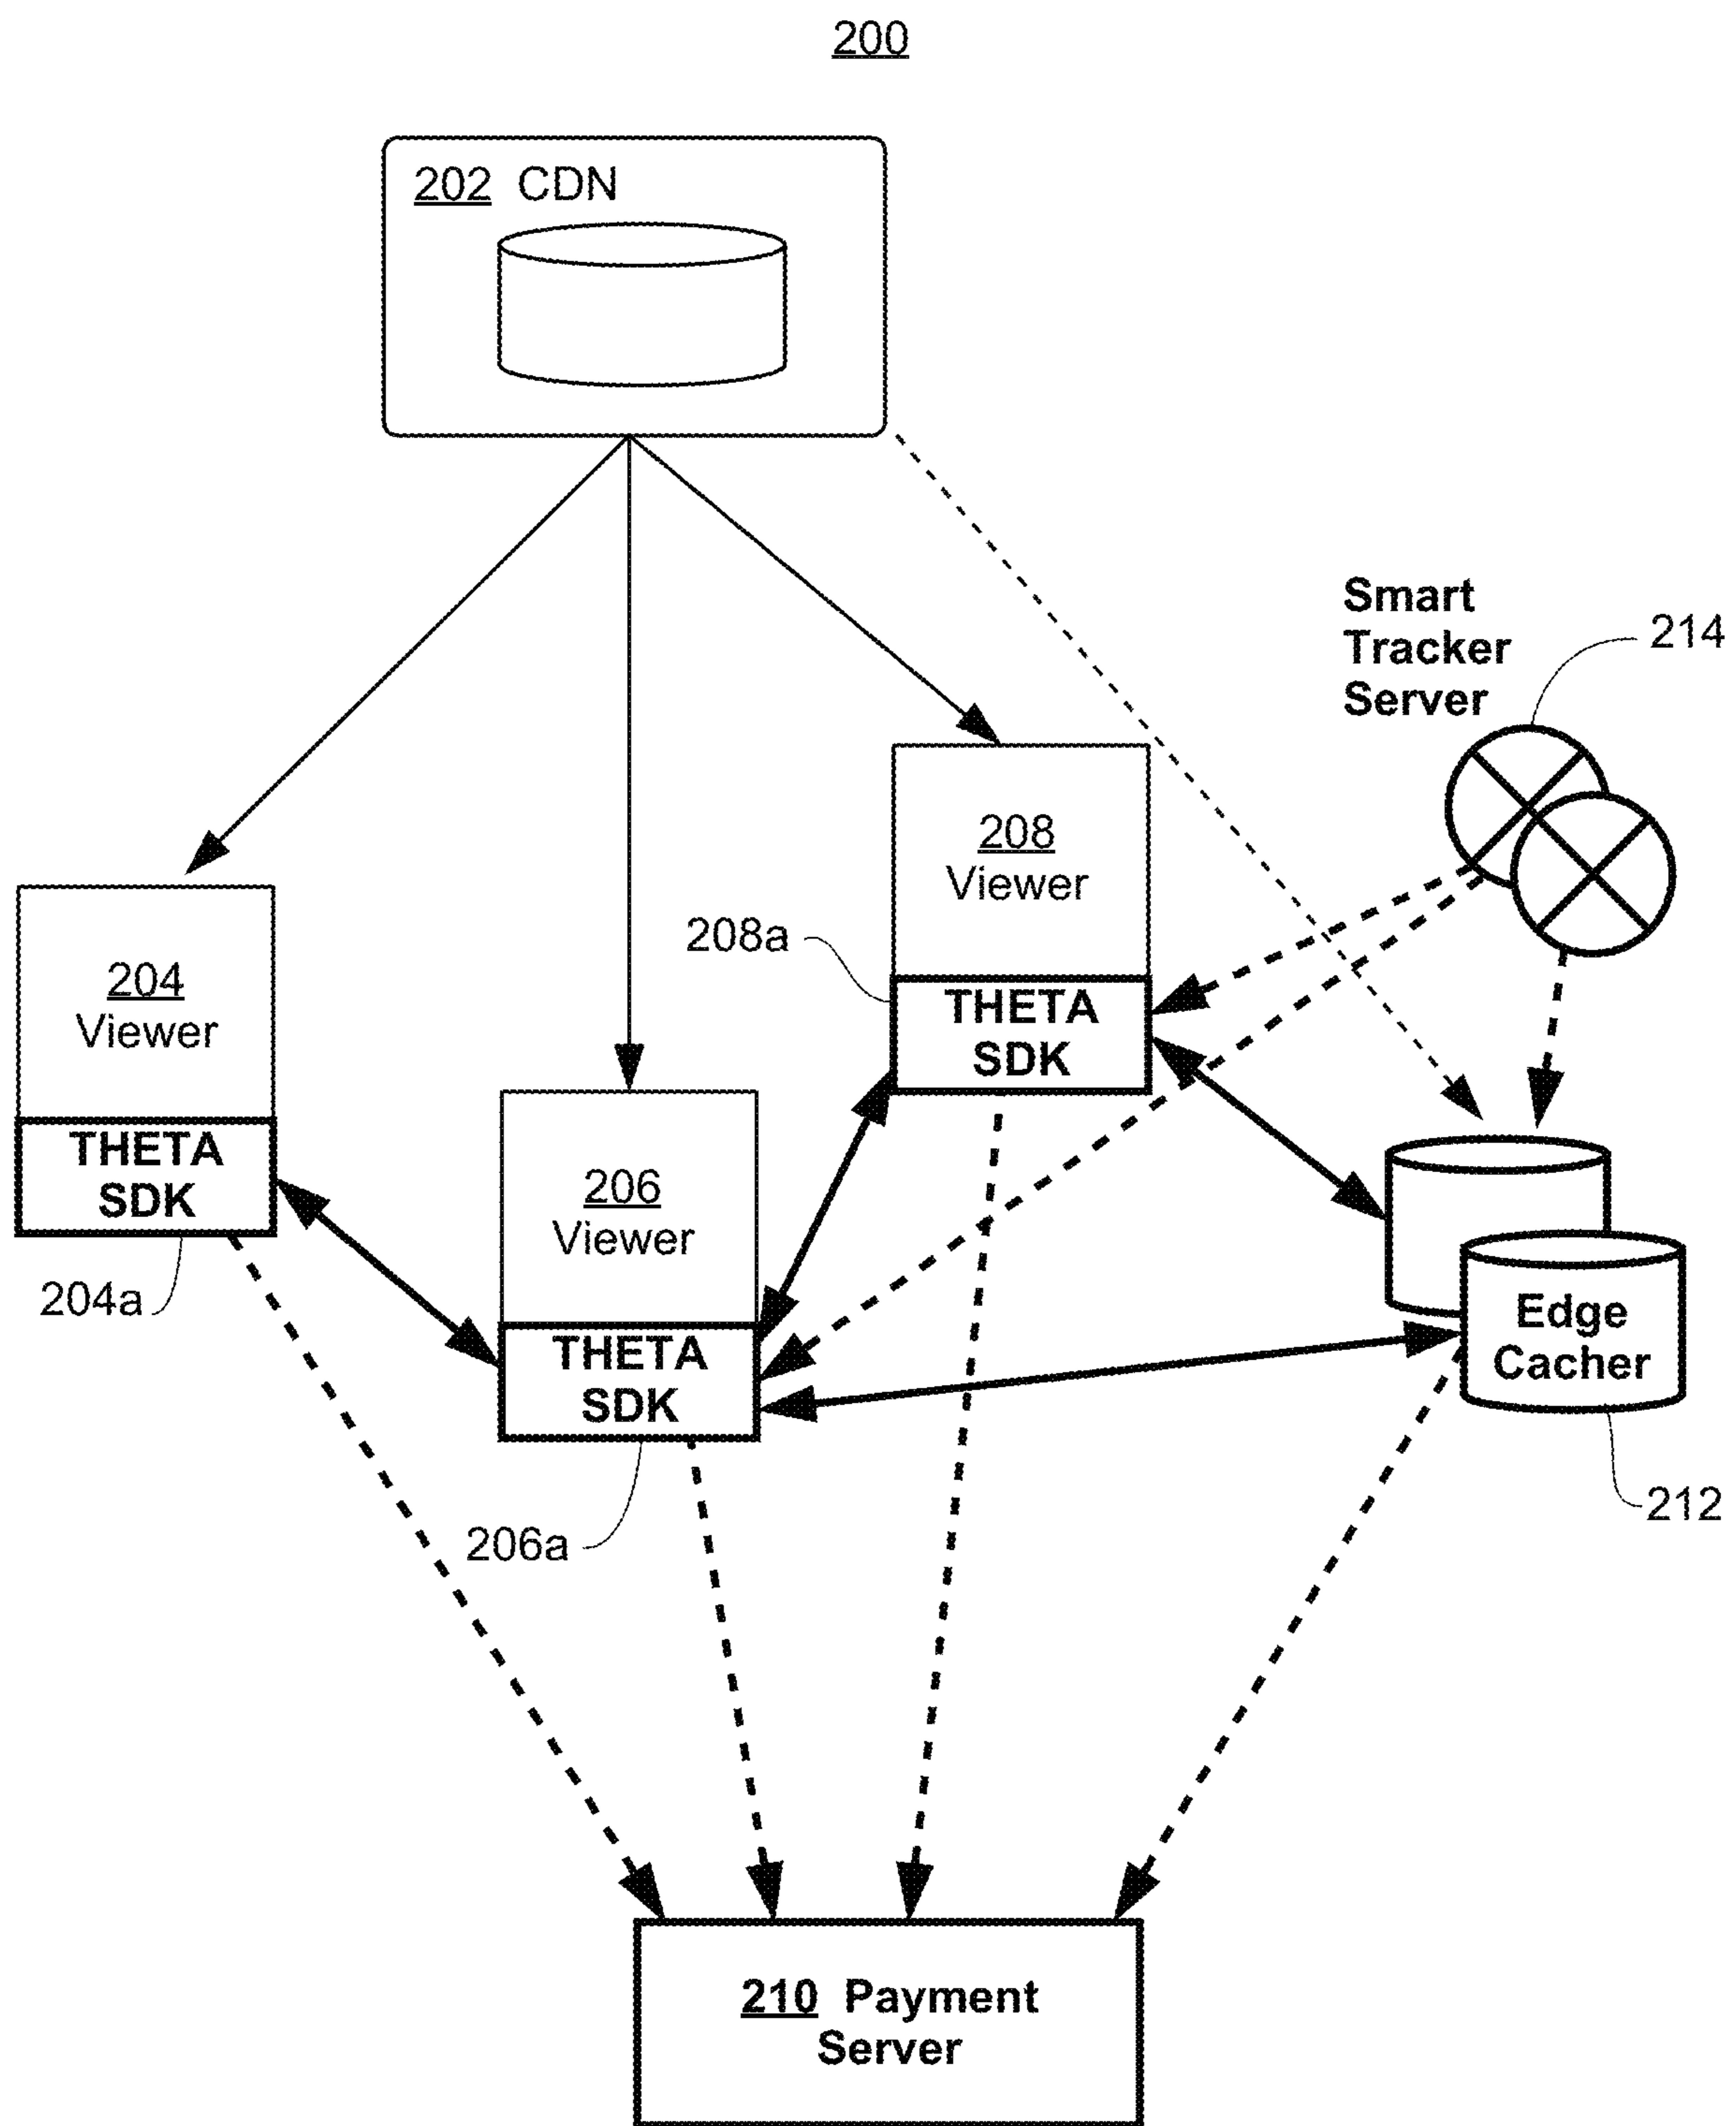 200
202 CDN
Smart
Tracker
Server
214
208
Viewer
208a
THETA
SDK
204
Viewer
THETA
SDK
204a
206
Viewer
THETA
SDK
206a
Edge
Cacher
212
210 Payment
Server